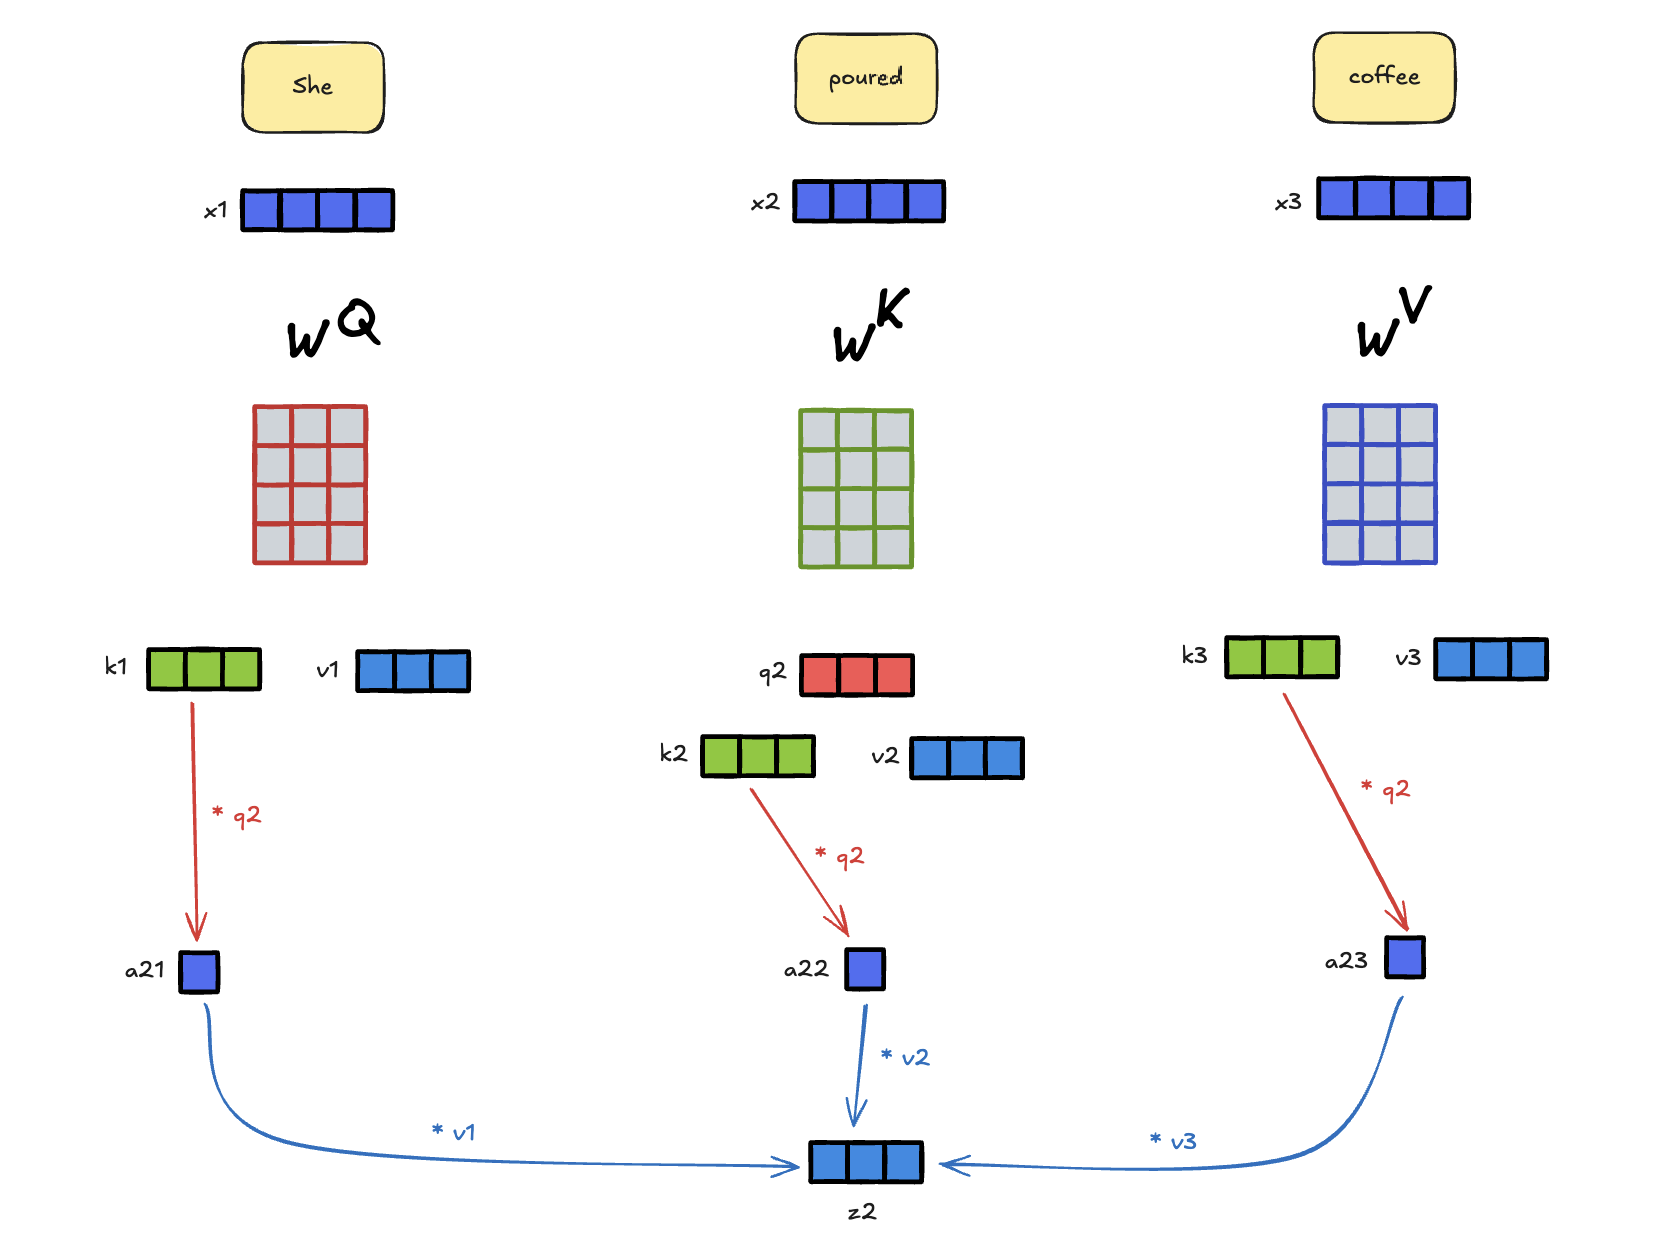 She
poured
coffee
x1
x2
x3
W^Q
W^K
W^V
k1
v1
q2
k2
v2
k3
v3
* q2
* q2
* q2
a21
a22
a23
* v1
* v2
* v3
z2